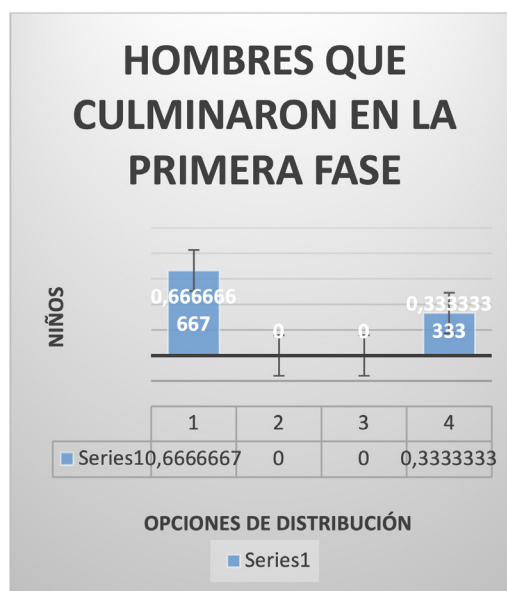 HOMBRES QUE
CULMINARON EN LA
PRIMERA FASE
NIÑOS
0,666666
667
0
0
0,333333
333
1 2 3 4
Series1 0,6666667 0 0 0,3333333
OPCIONES DE DISTRIBUCIÓN
Series1